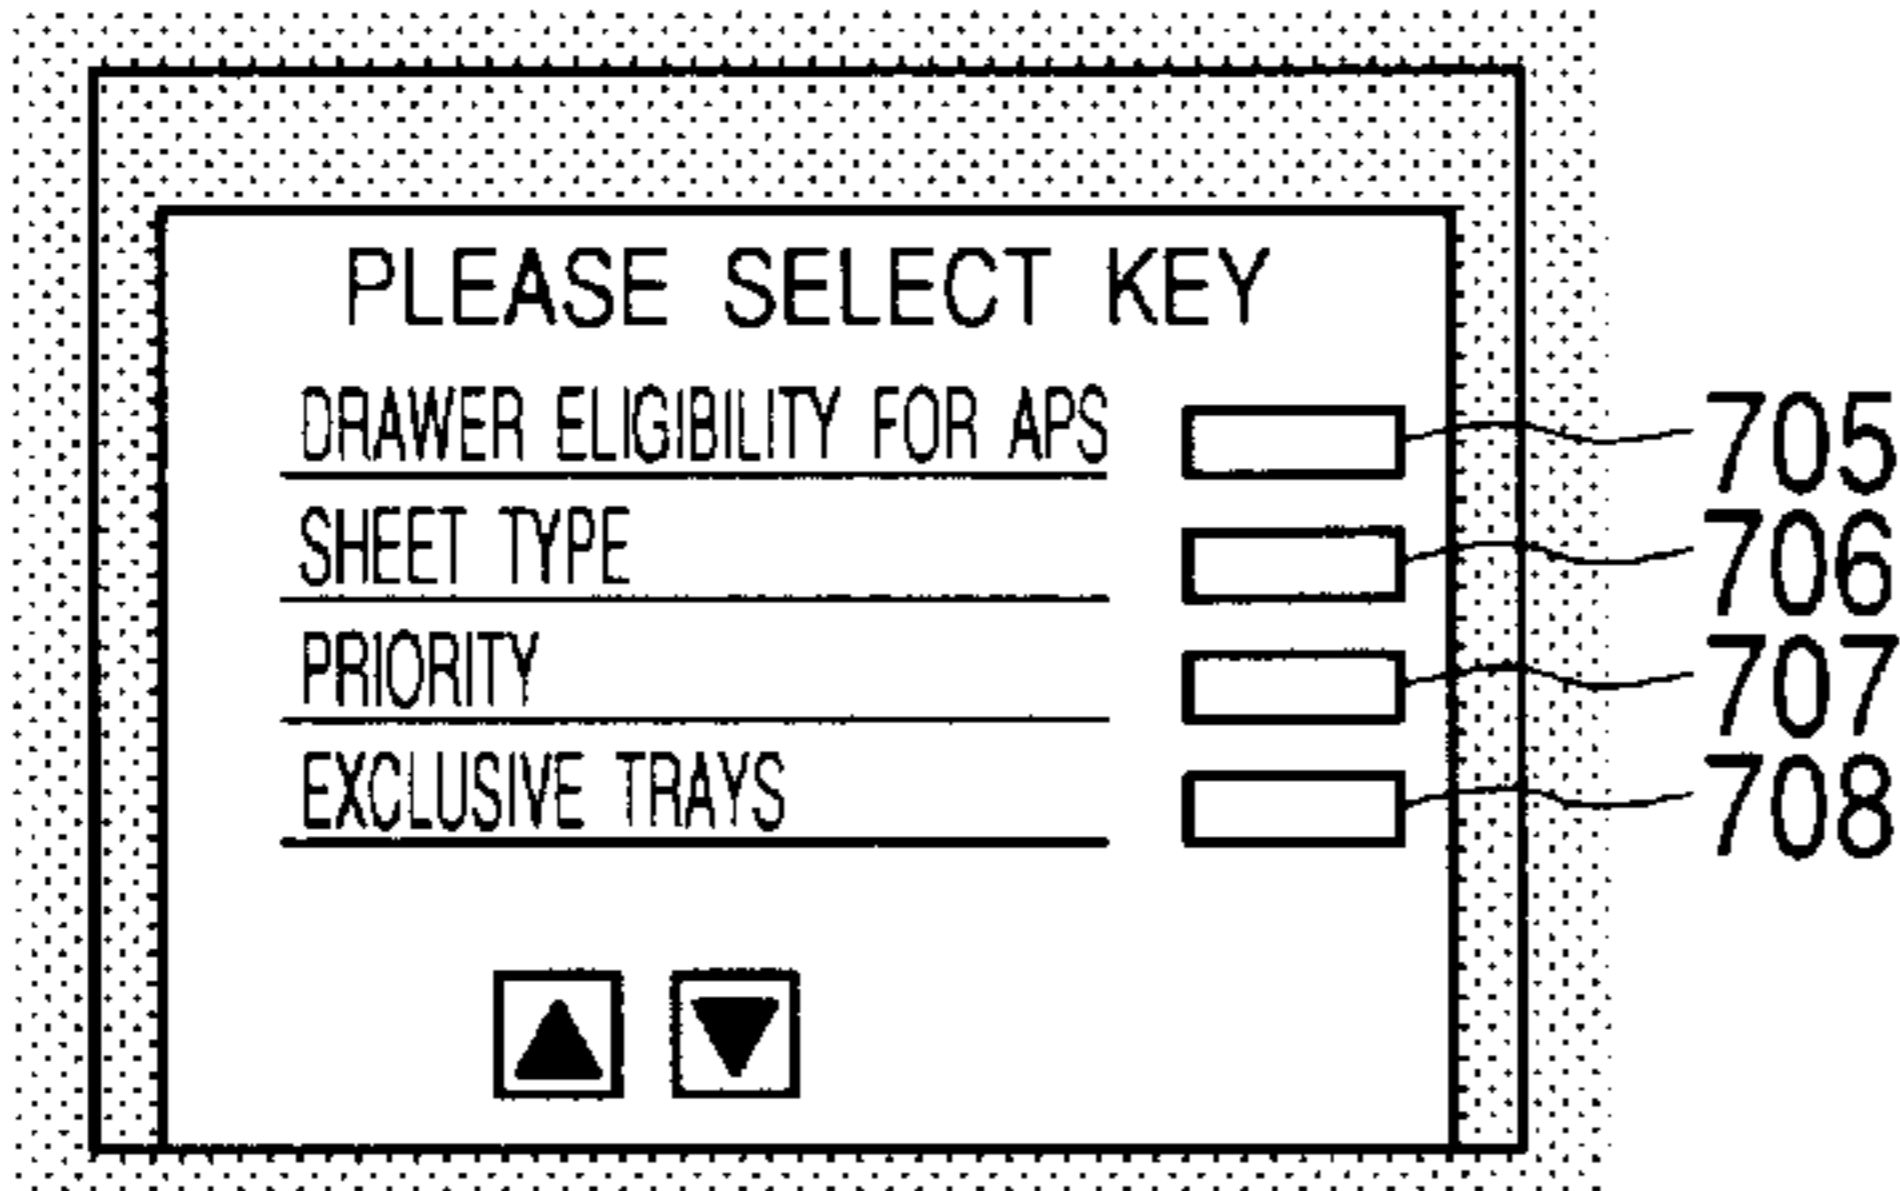 PLEASE SELECT KEY
DRAWER ELIGIBILITY FOR APS
705
SHEET TYPE
706
PRIORITY
707
EXCLUSIVE TRAYS
708